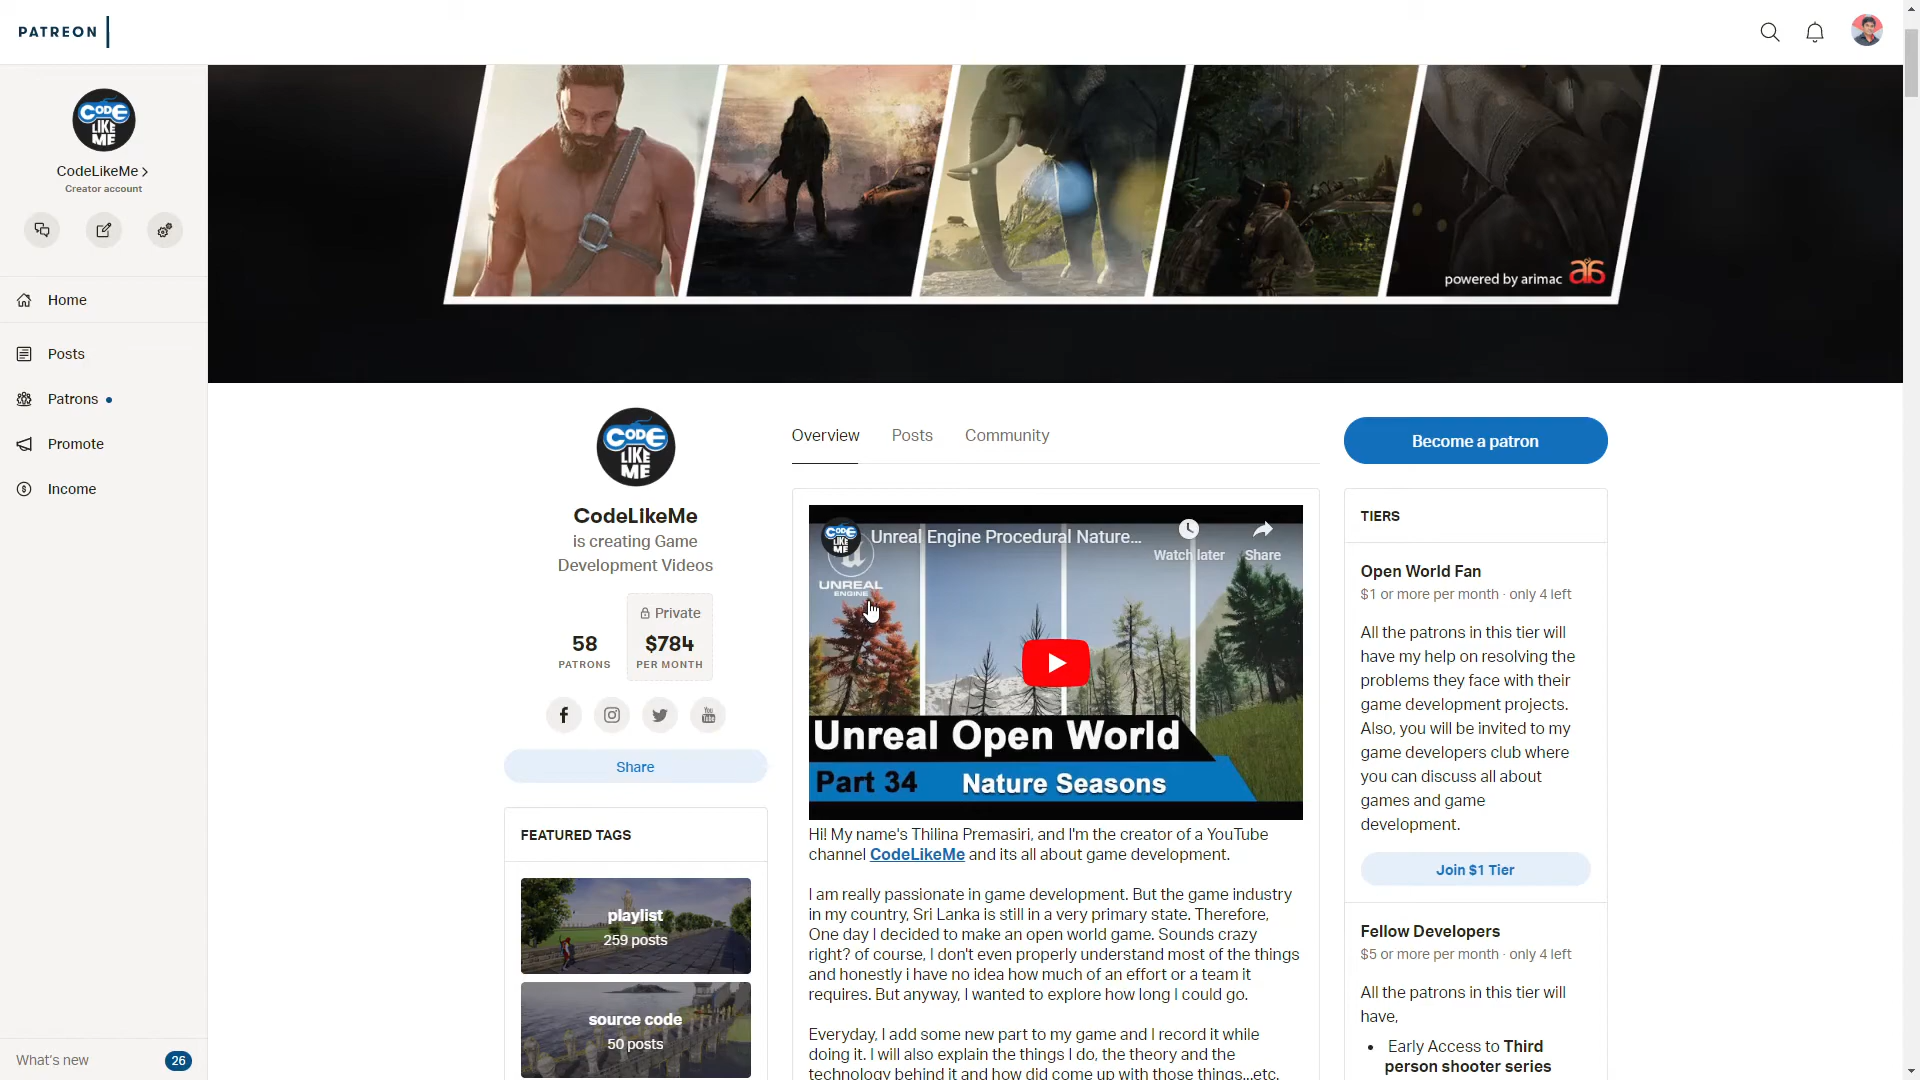 PATREON
CODE
LIKE
ME
CodeLikeMe
Creator account
Home
Posts
Patrons
Promote
Income
What's new
26
powered by arimac
CODE
LIKE
ME
CodeLikeMe
is creating Game
Development Videos
58
PATRONS
Private
$784
PER MONTH
You
Tube
Share
FEATURED TAGS
playlist
259 posts
source code
50 posts
Overview
Posts
Community
CODE
LIKE
ME
Unreal Engine Procedural Nature...
Watch later
Share
UNREAL
ENGINE
Unreal Open World
Part 34
Nature Seasons
Hi! My name's Thilina Premasiri, and I'm the creator of a YouTube
channel CodeLikeMe and its all about game development.
I am really passionate in game development. But the game industry
in my country, Sri Lanka is still in a very primary state. Therefore,
One day I decided to make an open world game. Sounds crazy
right? of course, I don't even properly understand most of the things
and honestly i have no idea how much of an effort or a team it
requires. But anyway, I wanted to explore how long I could go.
Everyday, I add some new part to my game and I record it while
doing it. I will also explain the things I do, the theory and the
technology behind it and how did come up with those things...etc.
Become a patron
TIERS
Open World Fan
$1 or more per month · only 4 left
All the patrons in this tier will
have my help on resolving the
problems they face with their
game development projects.
Also, you will be invited to my
game developers club where
you can discuss all about
games and game
development.
Join $1 Tier
Fellow Developers
$5 or more per month · only 4 left
All the patrons in this tier will
have,
• Early Access to Third
person shooter series